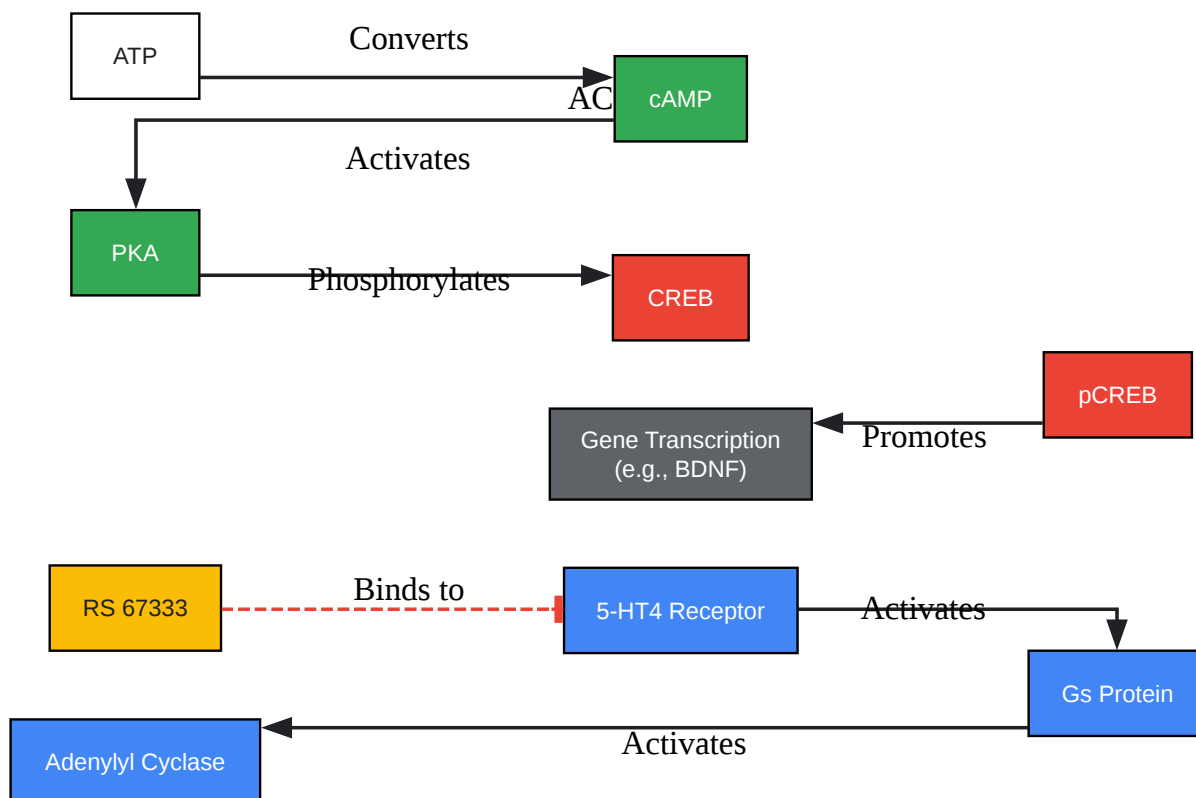 ATP
Converts
AC
cAMP
Activates
PKA
Phosphorylates
CREB
pCREB
Promotes
Gene Transcription
(e.g., BDNF)
RS 67333
Binds to
5-HT4 Receptor
Activates
Gs Protein
Activates
Adenylyl Cyclase